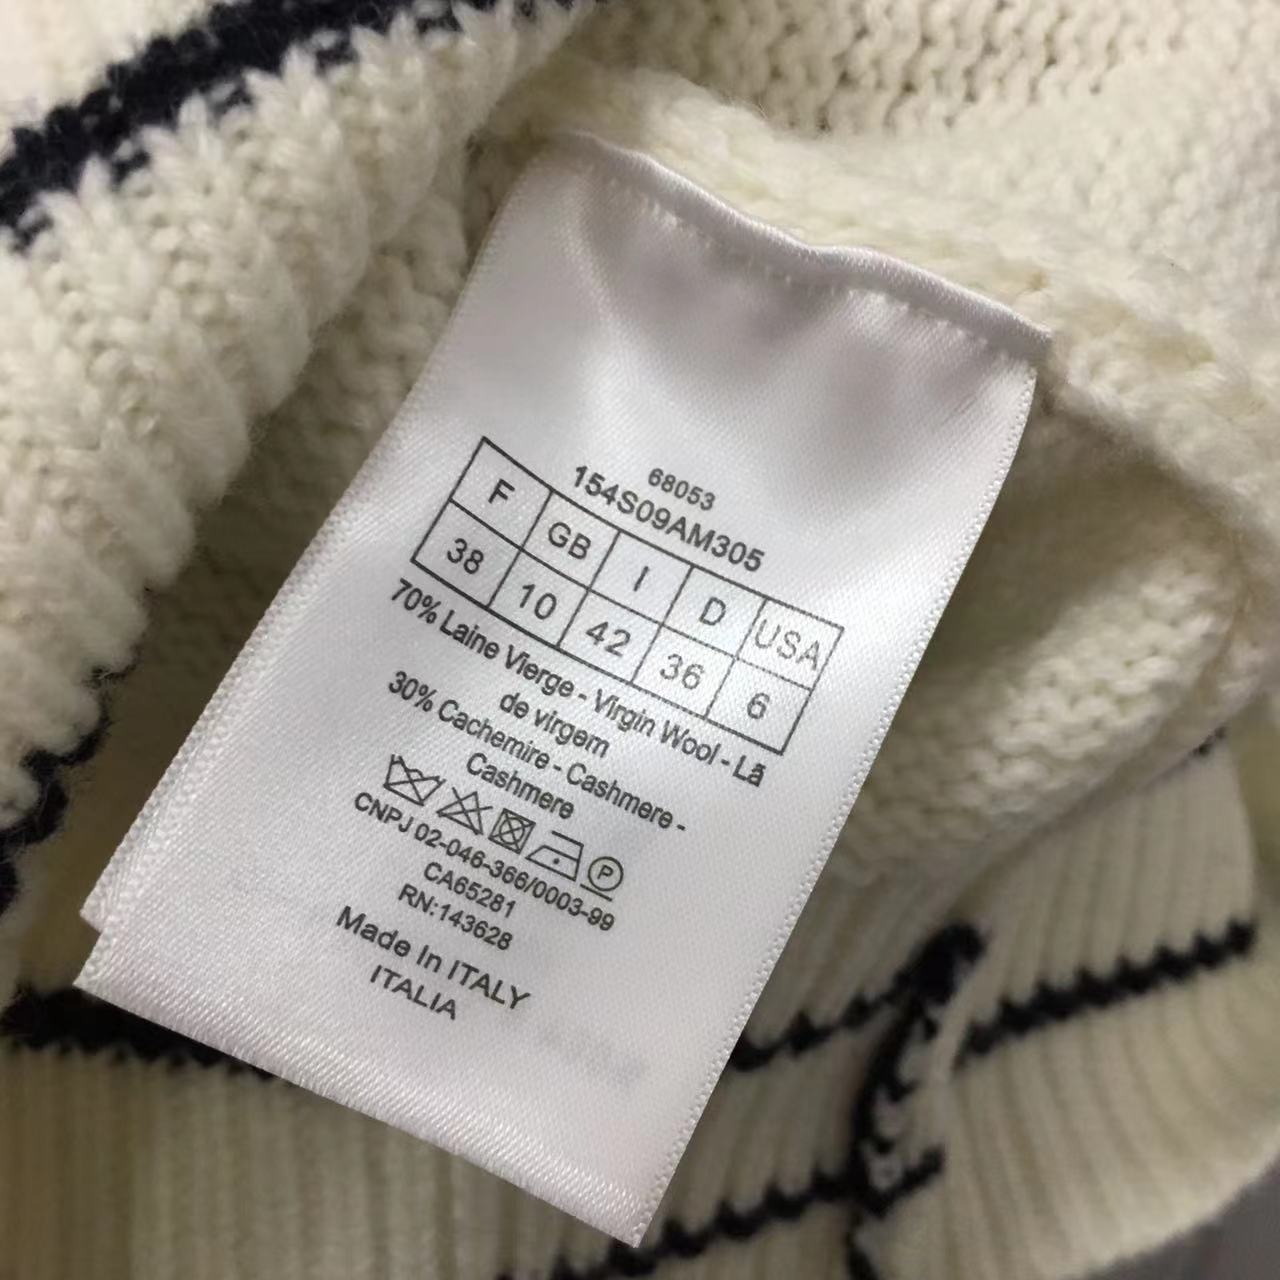 68053
154S09AM305
F GB I D USA
38 10 42 36 6
70% Laine Vierge - Virgin Wool - Lã
de virgem
30% Cachemire - Cashmere -
Cashmere
P
CNPJ 02-046-366/0003-99
CA65281
RN:143628
Made In ITALY
ITALIA